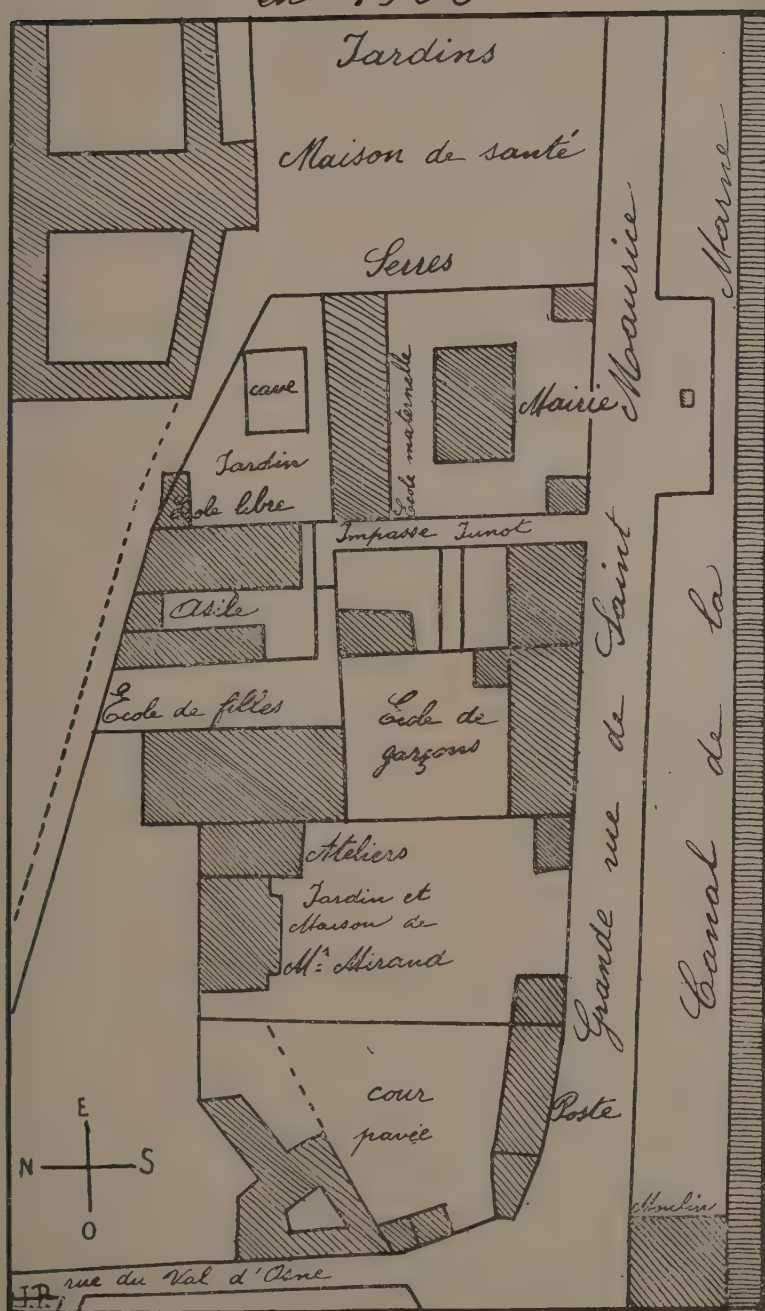 Jardins
Maison de santé
Serres
cave
École maternelle
Mairie
Jardin
École libre
Impasse Junot
Asile
École de filles
École de
garçons
Ateliers
Jardin et
Maison de
Mr Mirand
Grande rue de Saint Maurice
Canal de la Marne
cour
pavée
Poste
E
N S
O
Moulin
rue du Val d'Osne
J.P.